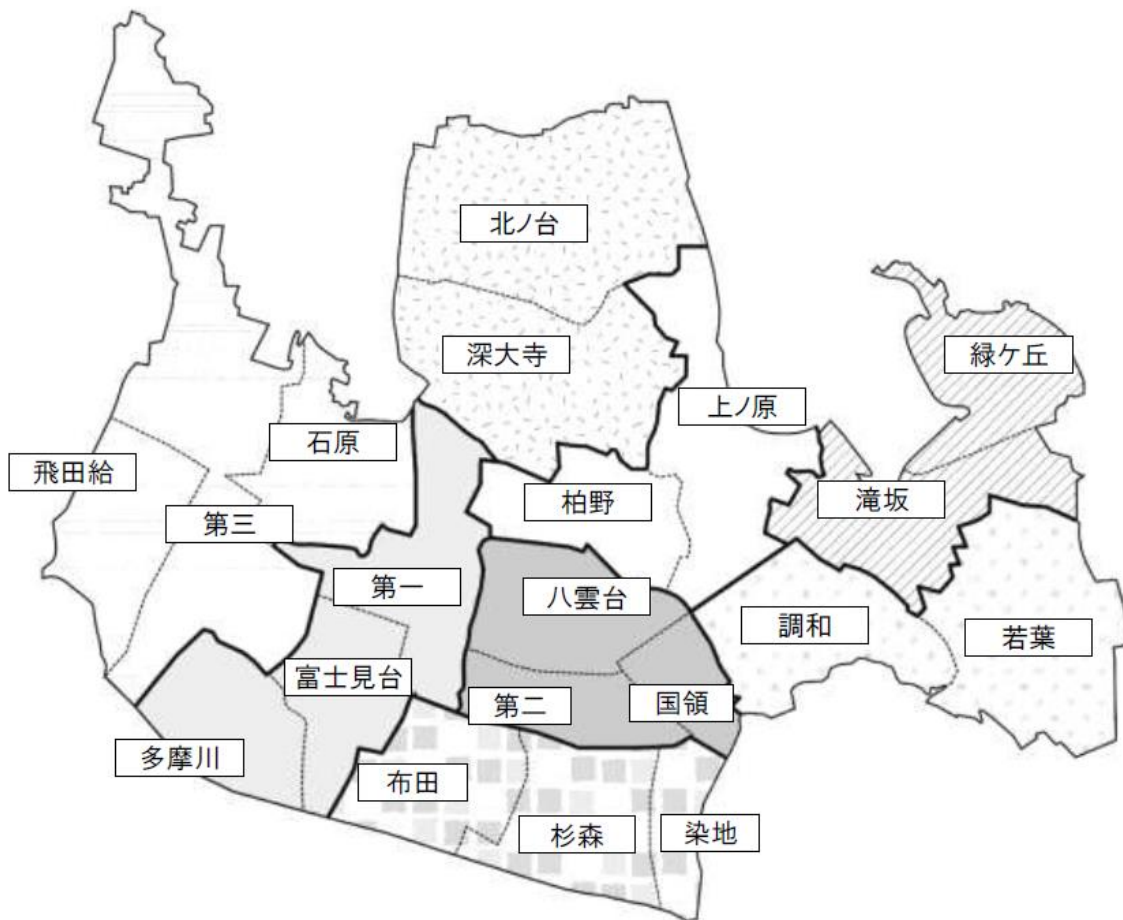 北ノ台
深大寺
緑ケ丘
上ノ原
石原
飛田給
柏野
滝坂
第三
第一
八雲台
調和
若葉
富士見台
第二
国領
多摩川
布田
杉森
染地